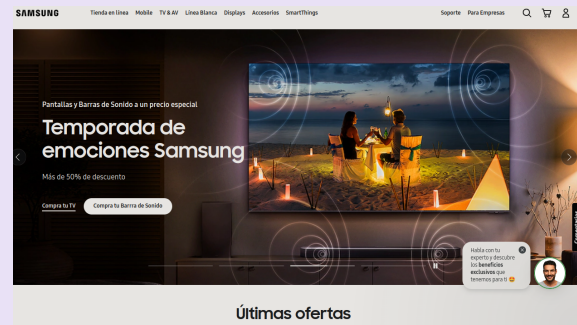 SAMSUNG
Tienda en línea Mobile TV & AV Línea Blanca Displays Accesorios SmartThings Soporte Para Empresas
Pantallas y Barras de Sonido a un precio especial
Temporada de
emociones Samsung
Más de 50% de descuento
Compra tu TV Compra tu Barrra de Sonido
Habla con tu
experto y descubre
los beneficios
exclusivos que
tenemos para ti
Últimas ofertas